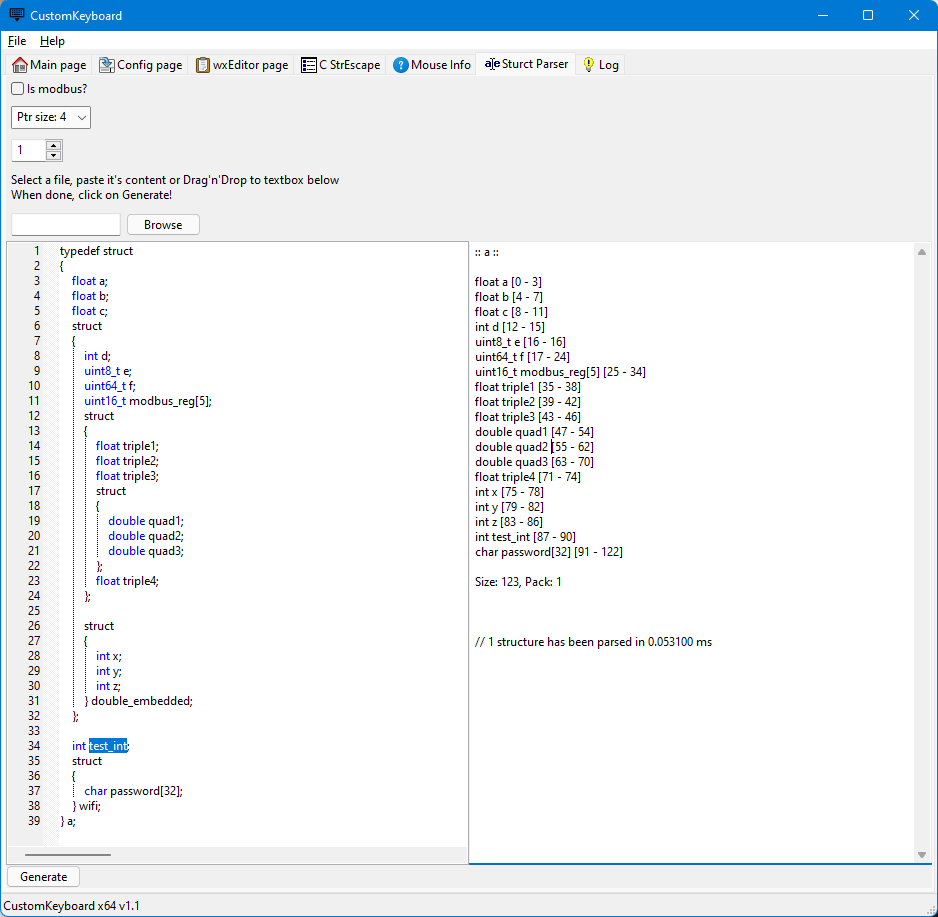 CustomKeyboard
File Help
Main page Config page wxEditor page C StrEscape Mouse Info Sturct Parser Log
Is modbus?
Ptr size: 4
1
Select a file, paste it's content or Drag'n'Drop to textbox below
When done, click on Generate!
Browse
1 typedef struct
2 {
3 float a;
4 float b;
5 float c;
6 struct
7 {
8 int d;
9 uint8_t e;
10 uint64_t f;
11 uint16_t modbus_reg[5];
12 struct
13 {
14 float triple1;
15 float triple2;
16 float triple3;
17 struct
18 {
19 double quad1;
20 double quad2;
21 double quad3;
22 };
23 float triple4;
24 };
25
26 struct
27 {
28 int x;
29 int y;
30 int z;
31 } double_embedded;
32 };
33
34 int test_int;
35 struct
36 {
37 char password[32];
38 } wifi;
39 } a;
:: a ::
float a [0 - 3]
float b [4 - 7]
float c [8 - 11]
int d [12 - 15]
uint8_t e [16 - 16]
uint64_t f [17 - 24]
uint16_t modbus_reg[5] [25 - 34]
float triple1 [35 - 38]
float triple2 [39 - 42]
float triple3 [43 - 46]
double quad1 [47 - 54]
double quad2 [55 - 62]
double quad3 [63 - 70]
float triple4 [71 - 74]
int x [75 - 78]
int y [79 - 82]
int z [83 - 86]
int test_int [87 - 90]
char password[32] [91 - 122]
Size: 123, Pack: 1
// 1 structure has been parsed in 0.053100 ms
Generate
CustomKeyboard x64 v1.1